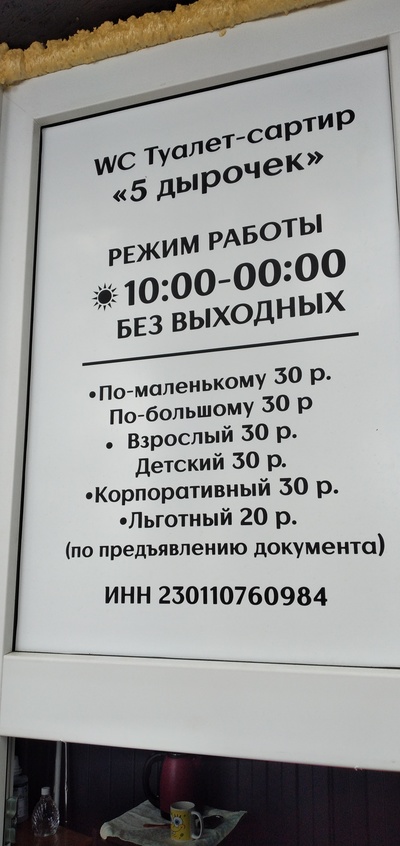 WC Туалет-сартир
«5 дырочек»
РЕЖИМ РАБОТЫ
10:00-00:00
БЕЗ ВЫХОДНЫХ
•По-маленькому 30 р.
По-большому 30 р
• Взрослый 30 р.
Детский 30 р.
•Корпоративный 30 р.
•Льготный 20 р.
(по предъявлению документа)
ИНН 230110760984